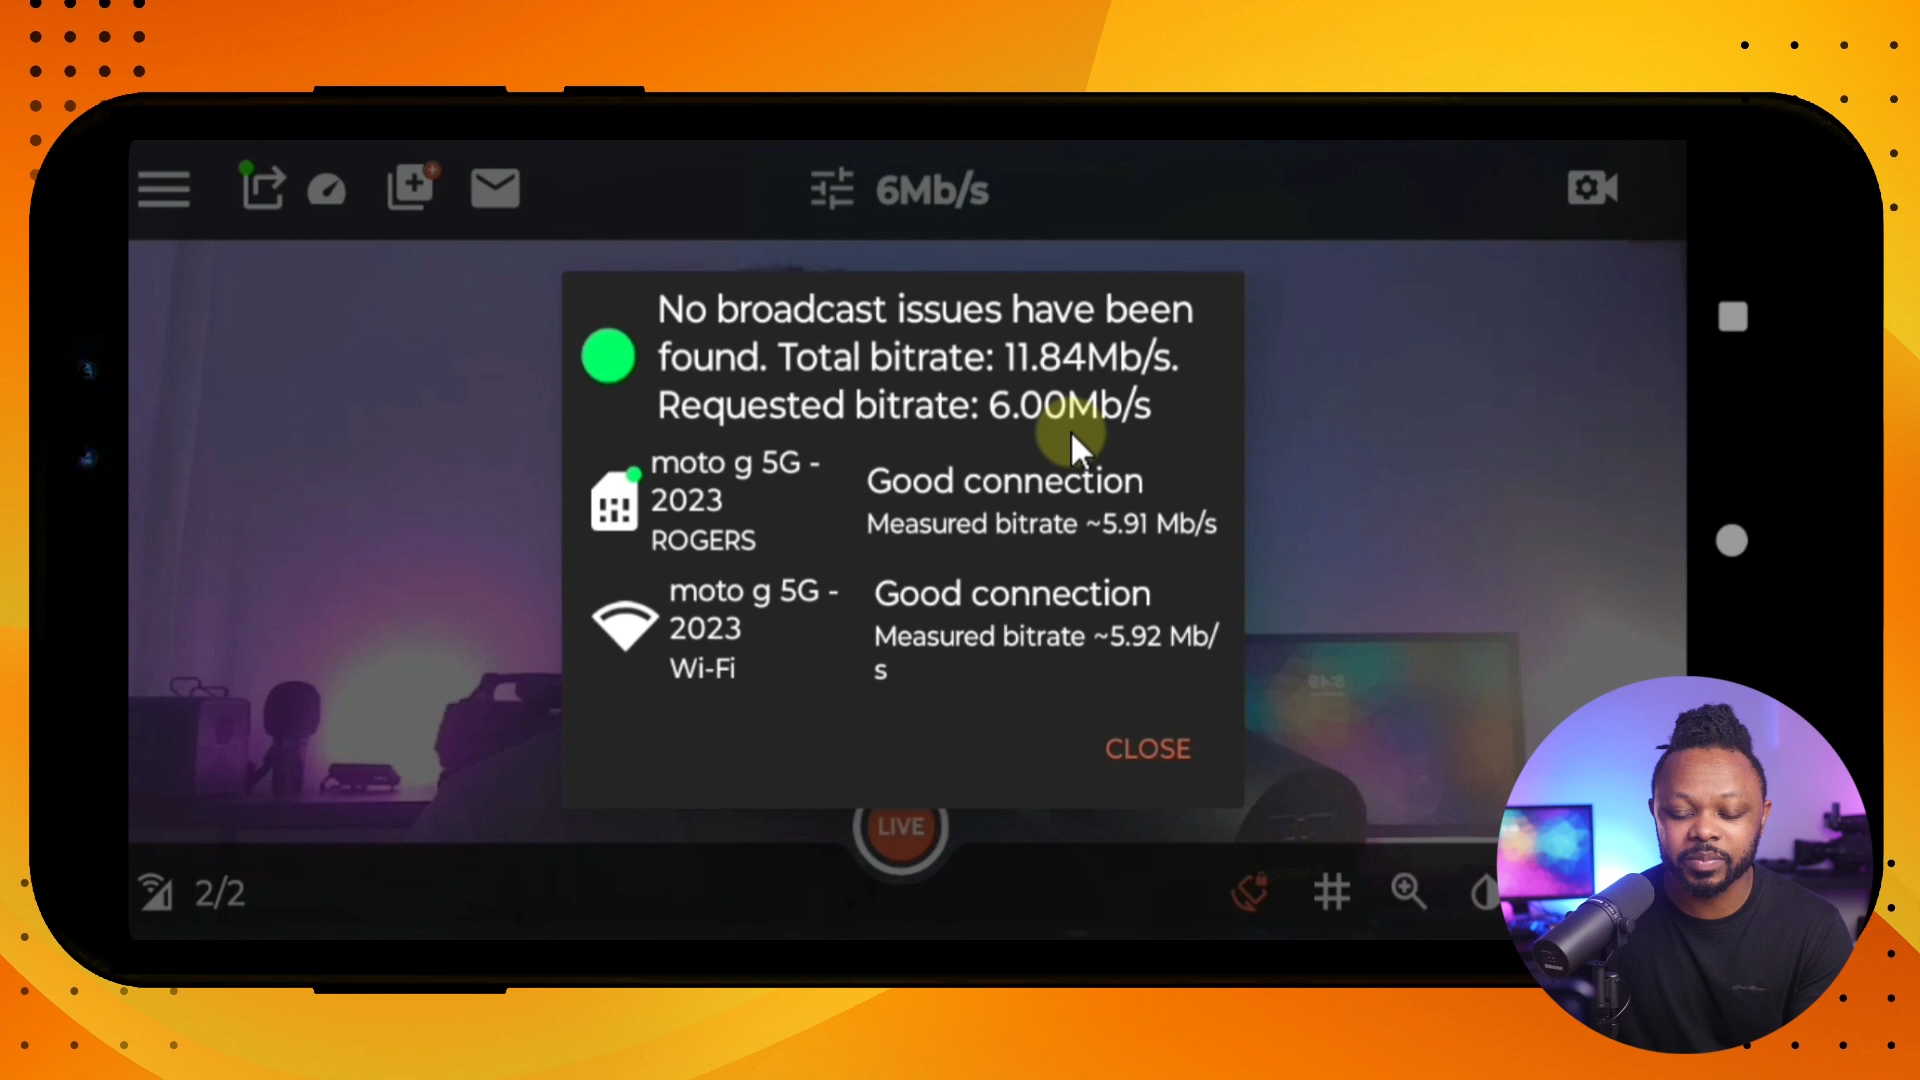 6Mb/s
No broadcast issues have been
found. Total bitrate: 11.84Mb/s.
Requested bitrate: 6.00Mb/s
moto g 5G -
2023
ROGERS
Good connection
Measured bitrate ~5.91 Mb/s
moto g 5G -
2023
Wi-Fi
Good connection
Measured bitrate ~5.92 Mb/
s
CLOSE
LIVE
2/2